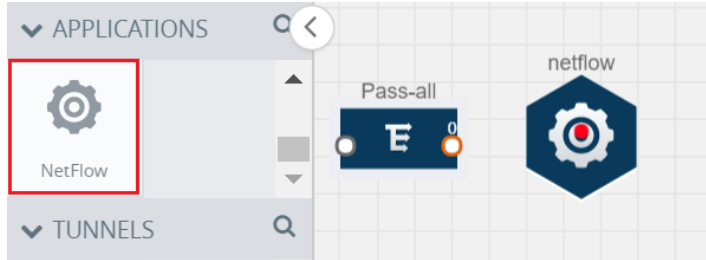 APPLICATIONS
NetFlow
TUNNELS
Pass-all
0
netflow